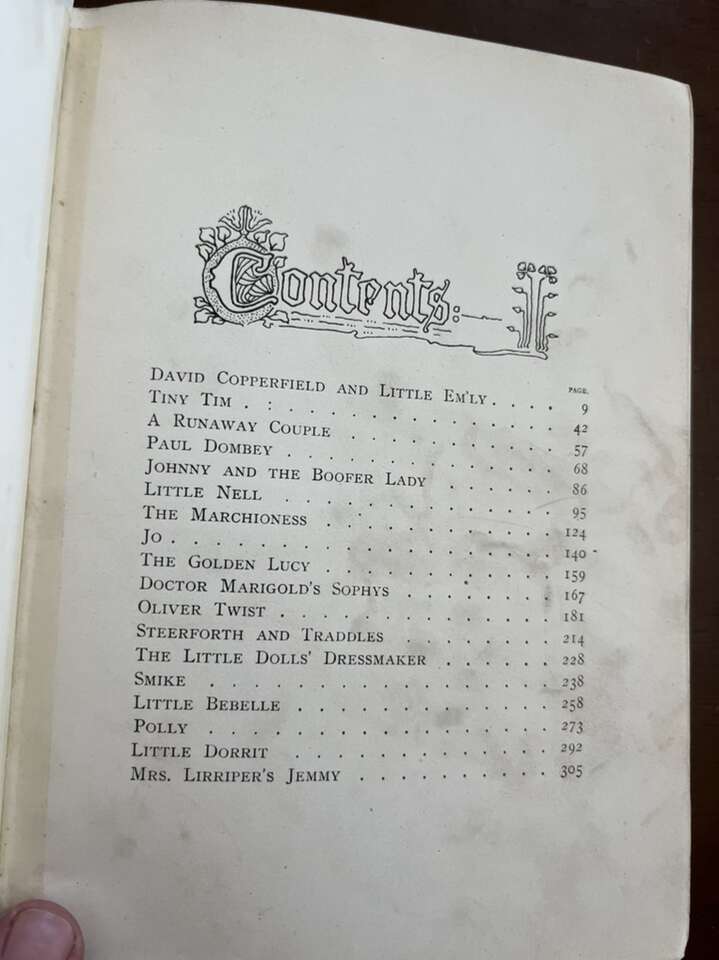 Contents:
PAGE.
DAVID COPPERFIELD AND LITTLE EM'LY . . . . 9
TINY TIM . : . . . . . . . . . . . 42
A RUNAWAY COUPLE . . . . . . . . . 57
PAUL DOMBEY . . . . . . . . . . . 68
JOHNNY AND THE BOOFER LADY . . . . . 86
LITTLE NELL . . . . . . . . . . . 95
THE MARCHIONESS . . . . . . . . . 124
JO . . . . . . . . . . . . . . . 140
THE GOLDEN LUCY . . . . . . . . . 159
DOCTOR MARIGOLD'S SOPHYS . . . . . . 167
OLIVER TWIST . . . . . . . . . . . 181
STEERFORTH AND TRADDLES . . . . . . 214
THE LITTLE DOLLS' DRESSMAKER . . . . . 228
SMIKE . . . . . . . . . . . . . . 238
LITTLE BEBELLE . . . . . . . . . . 258
POLLY . . . . . . . . . . . . . . 273
LITTLE DORRIT . . . . . . . . . . 292
MRS. LIRRIPER'S JEMMY . . . . . . . . 305